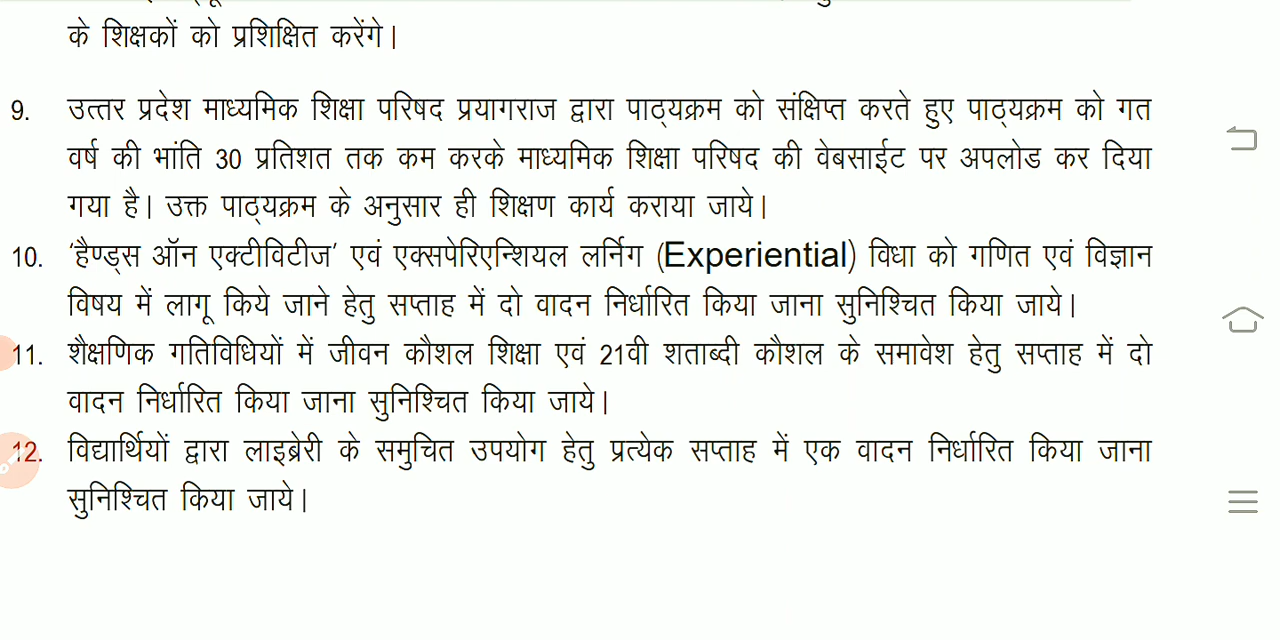 के शिक्षकों को प्रशिक्षित करेंगे।
9. उत्तर प्रदेश माध्यमिक शिक्षा परिषद प्रयागराज द्वारा पाठ्यक्रम को संक्षिप्त करते हुए पाठ्यक्रम को गत
वर्ष की भांति 30 प्रतिशत तक कम करके माध्यमिक शिक्षा परिषद की वेबसाईट पर अपलोड कर दिया
गया है। उक्त पाठ्यक्रम के अनुसार ही शिक्षण कार्य कराया जाये।
10. 'हैण्ड्स ऑन एक्टीविटीज' एवं एक्सपेरिएन्शियल लर्निग (Experiential) विधा को गणित एवं विज्ञान
विषय में लागू किये जाने हेतु सप्ताह में दो वादन निर्धारित किया जाना सुनिश्चित किया जाये।
11. शैक्षणिक गतिविधियों में जीवन कौशल शिक्षा एवं 21वी शताब्दी कौशल के समावेश हेतु सप्ताह में दो
वादन निर्धारित किया जाना सुनिश्चित किया जाये।
12. विद्यार्थियों द्वारा लाइब्रेरी के समुचित उपयोग हेतु प्रत्येक सप्ताह में एक वादन निर्धारित किया जाना
सुनिश्चित किया जाये।